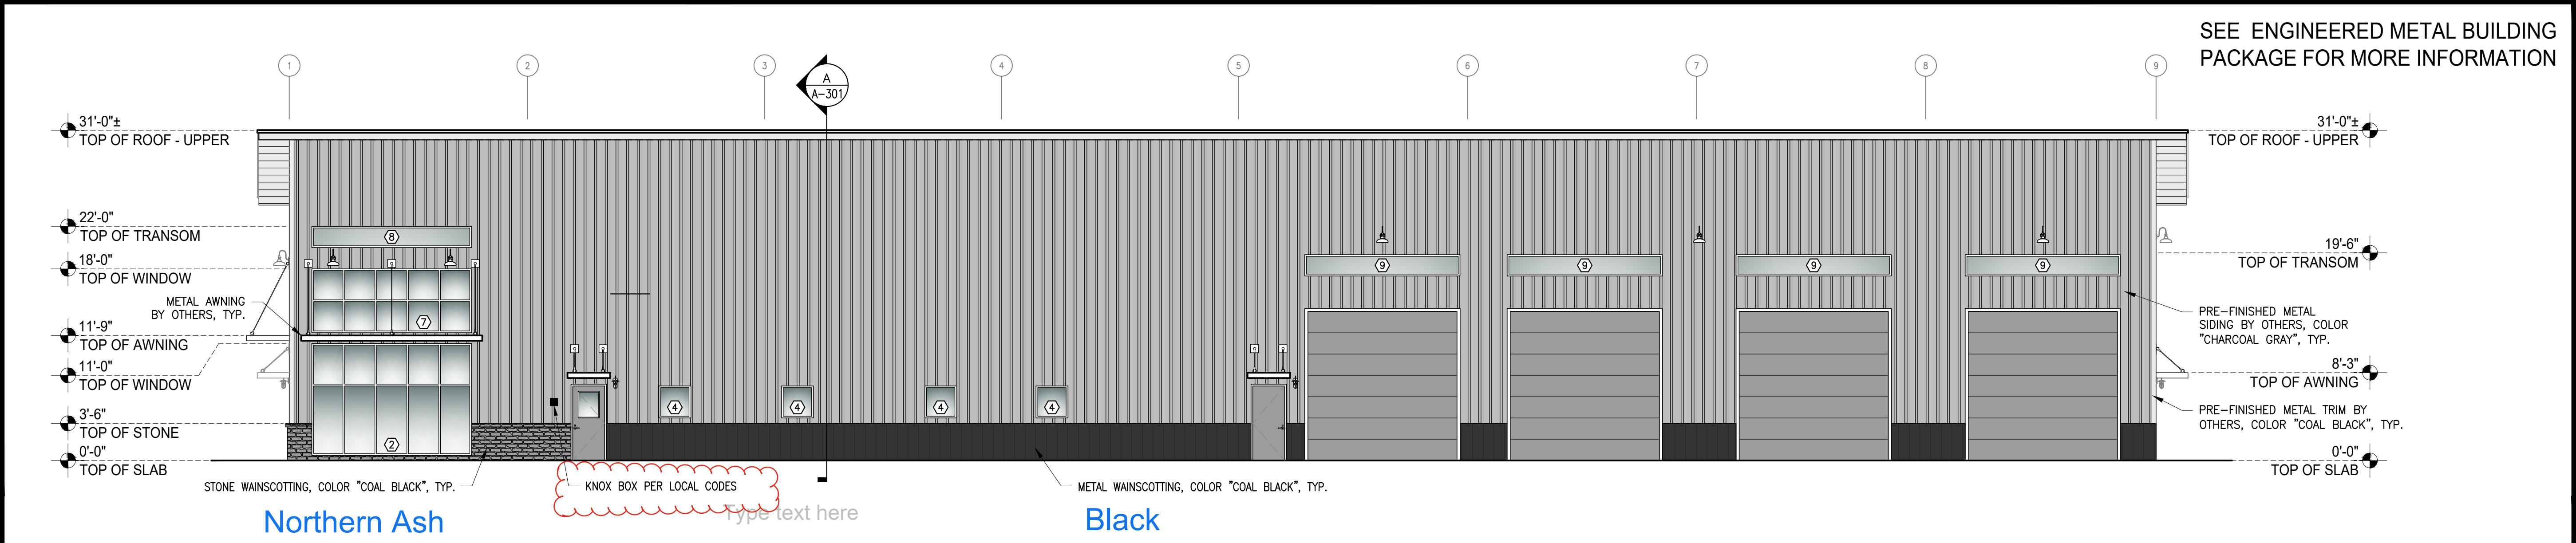 SEE ENGINEERED METAL BUILDING
PACKAGE FOR MORE INFORMATION
1
2
3
4
5
6
7
8
9
A
A-301
31'-0"±
TOP OF ROOF - UPPER
22'-0"
TOP OF TRANSOM
18'-0"
TOP OF WINDOW
METAL AWNING
BY OTHERS, TYP.
11'-9"
TOP OF AWNING
11'-0"
TOP OF WINDOW
3'-6"
TOP OF STONE
0'-0"
TOP OF SLAB
8
7
2
4
4
4
4
9
9
9
9
31'-0"±
TOP OF ROOF - UPPER
19'-6"
TOP OF TRANSOM
PRE-FINISHED METAL
SIDING BY OTHERS, COLOR
"CHARCOAL GRAY", TYP.
8'-3"
TOP OF AWNING
PRE-FINISHED METAL TRIM BY
OTHERS, COLOR "COAL BLACK", TYP.
0'-0"
TOP OF SLAB
STONE WAINSCOTTING, COLOR "COAL BLACK", TYP.
KNOX BOX PER LOCAL CODES
METAL WAINSCOTTING, COLOR "COAL BLACK", TYP.
Northern Ash
Type text here
Black